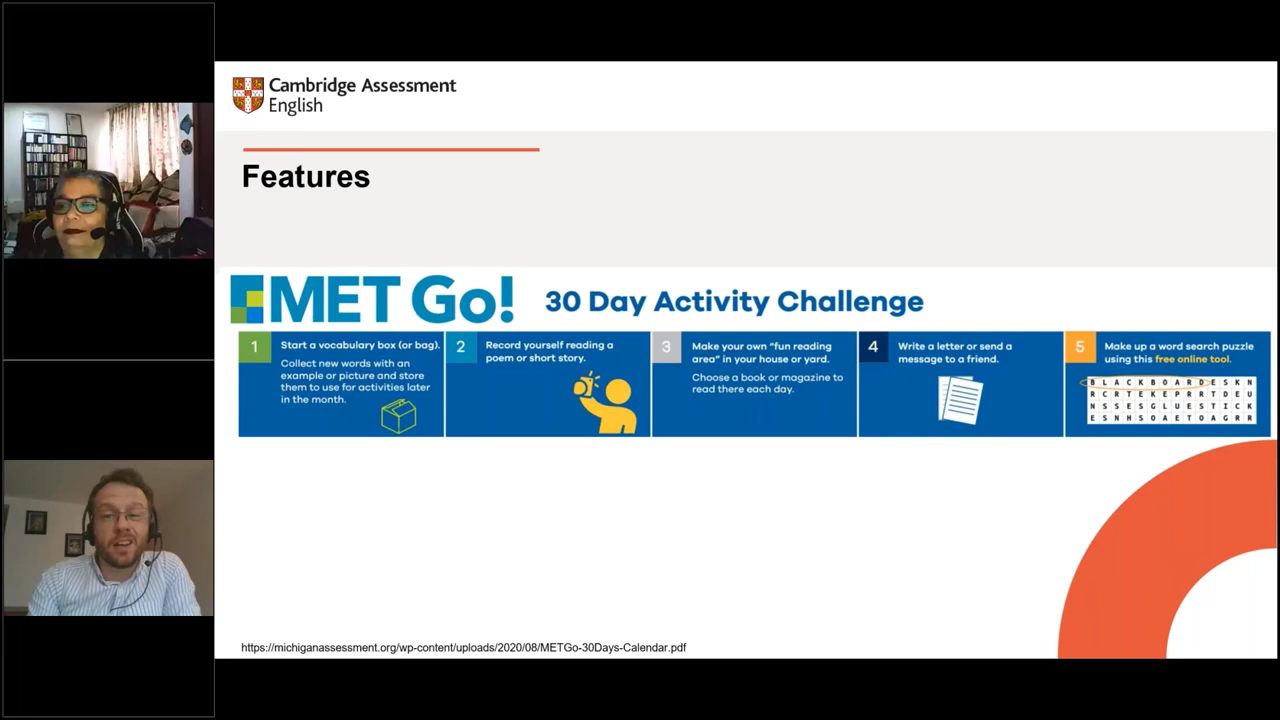 Cambridge Assessment
English
Features
MET Go!
30 Day Activity Challenge
1
Start a vocabulary box (or bag).
Collect new words with an
example or picture and store
them to use for activities later
in the month.
2
Record yourself reading a
poem or short story.
3
Make your own “fun reading
area” in your house or yard.
Choose a book or magazine to
read there each day.
4
Write a letter or send a
message to a friend.
5
Make up a word search puzzle
using this free online tool.
B L A C K B O A R D E S K N
R C R T E K E P R R T D E U
N S S E S G L U E S T I C K
E S N H S O A E T O A G R R
https://michiganassessment.org/wp-content/uploads/2020/08/METGo-30Days-Calendar.pdf